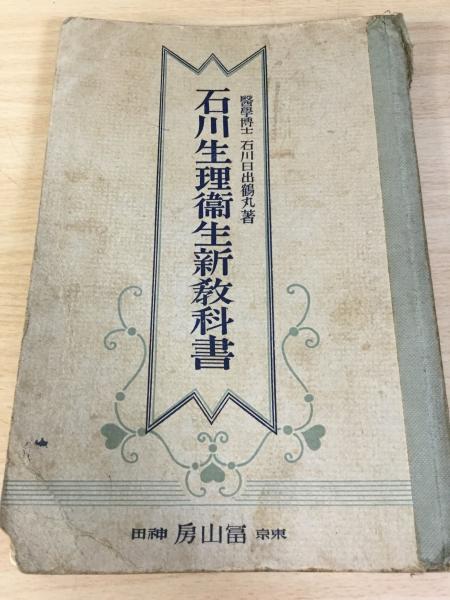 醫學博士 石川日出鶴丸著
石川生理衞生新教科書
東京 冨山房 神田